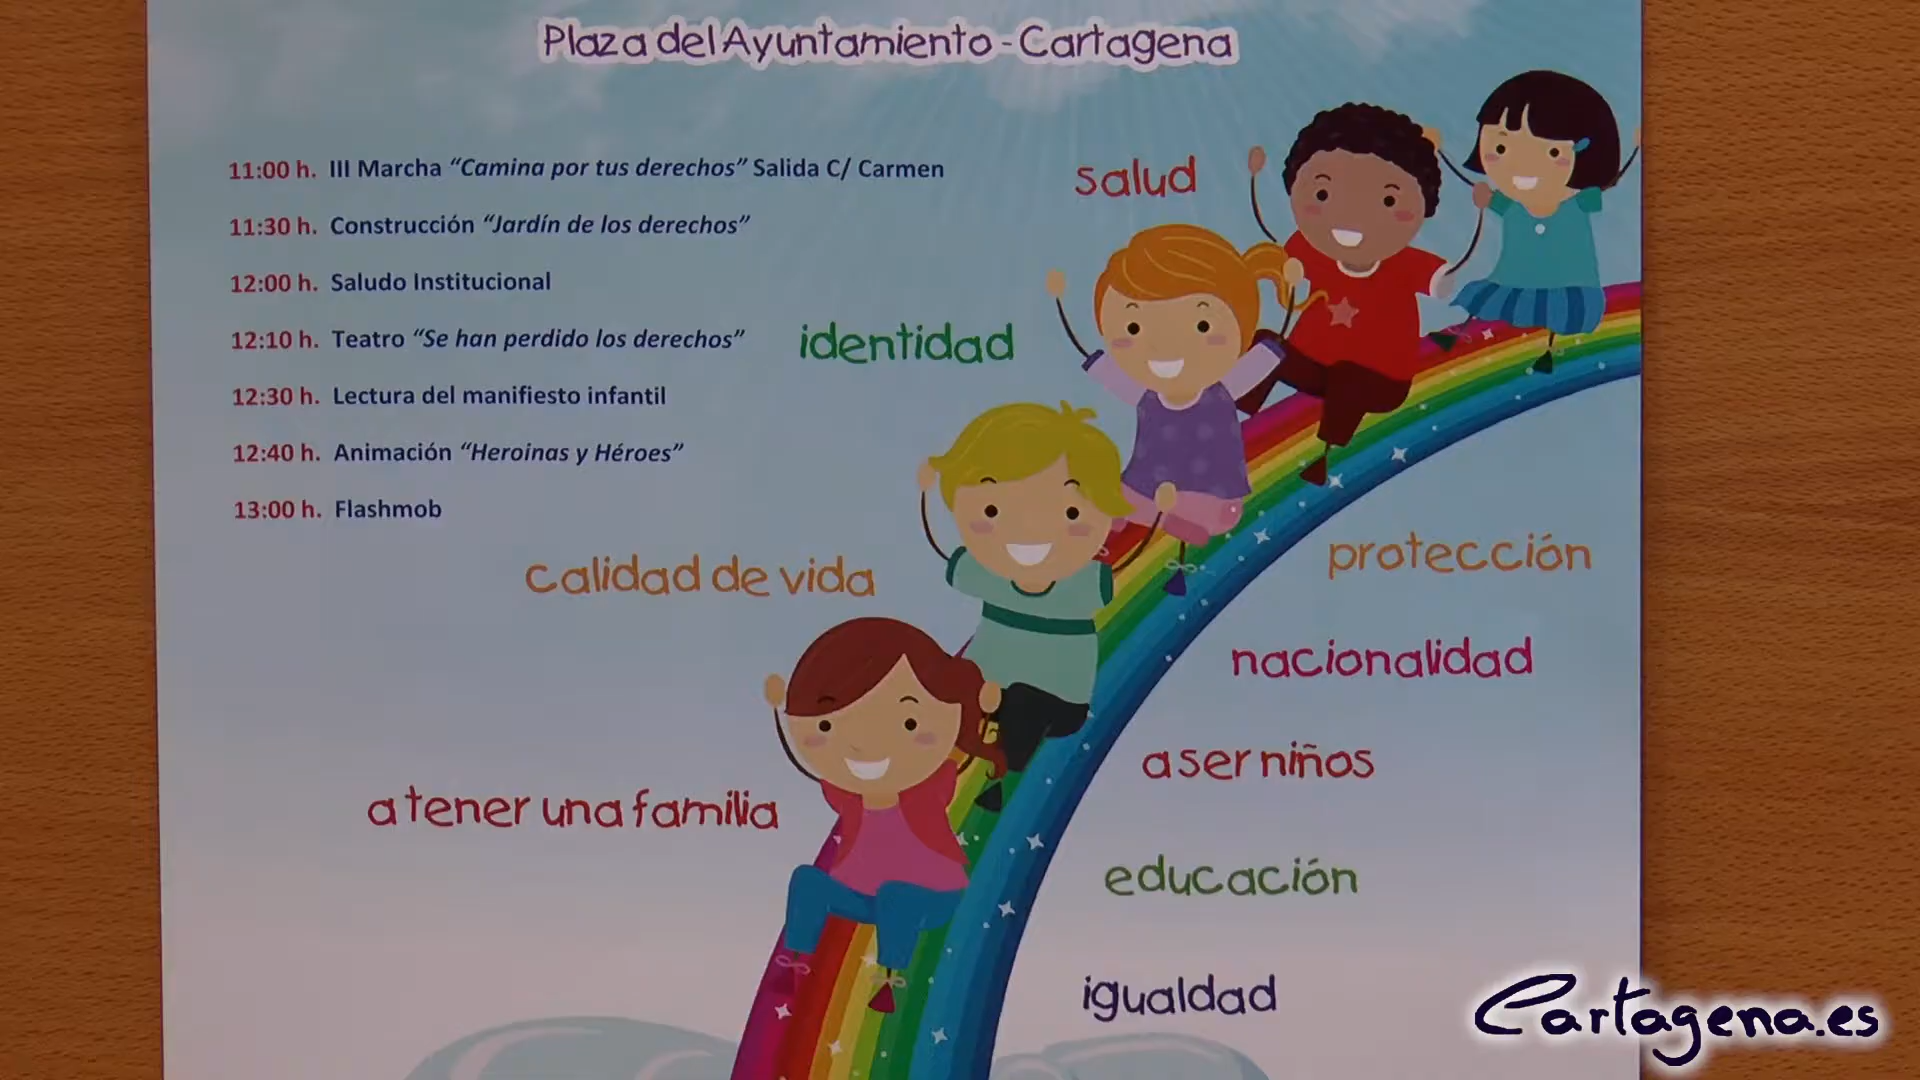 Plaza del Ayuntamiento - Cartagena
11:00 h. III Marcha “Camina por tus derechos” Salida C/ Carmen
11:30 h. Construcción “Jardín de los derechos”
12:00 h. Saludo Institucional
12:10 h. Teatro “Se han perdido los derechos”
12:30 h. Lectura del manifiesto infantil
12:40 h. Animación “Heroinas y Héroes”
13:00 h. Flashmob
salud
identidad
calidad de vida
protección
nacionalidad
a ser niños
a tener una familia
educación
igualdad
Cartagena.es